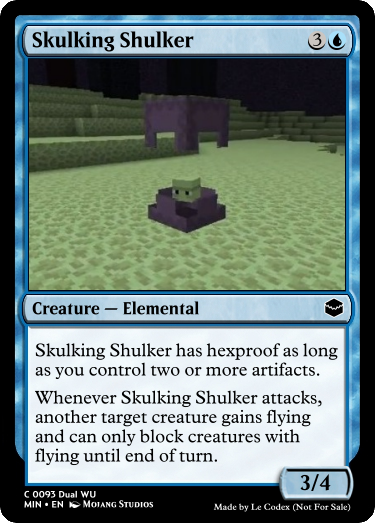 Skulking Shulker 3
Creature — Elemental
Skulking Shulker has hexproof as long
as you control two or more artifacts.
Whenever Skulking Shulker attacks,
another target creature gains flying
and can only block creatures with
flying until end of turn.
3/4
C 0093 Dual WU
MIN • EN Mojang Studios
Made by Le Codex (Not For Sale)